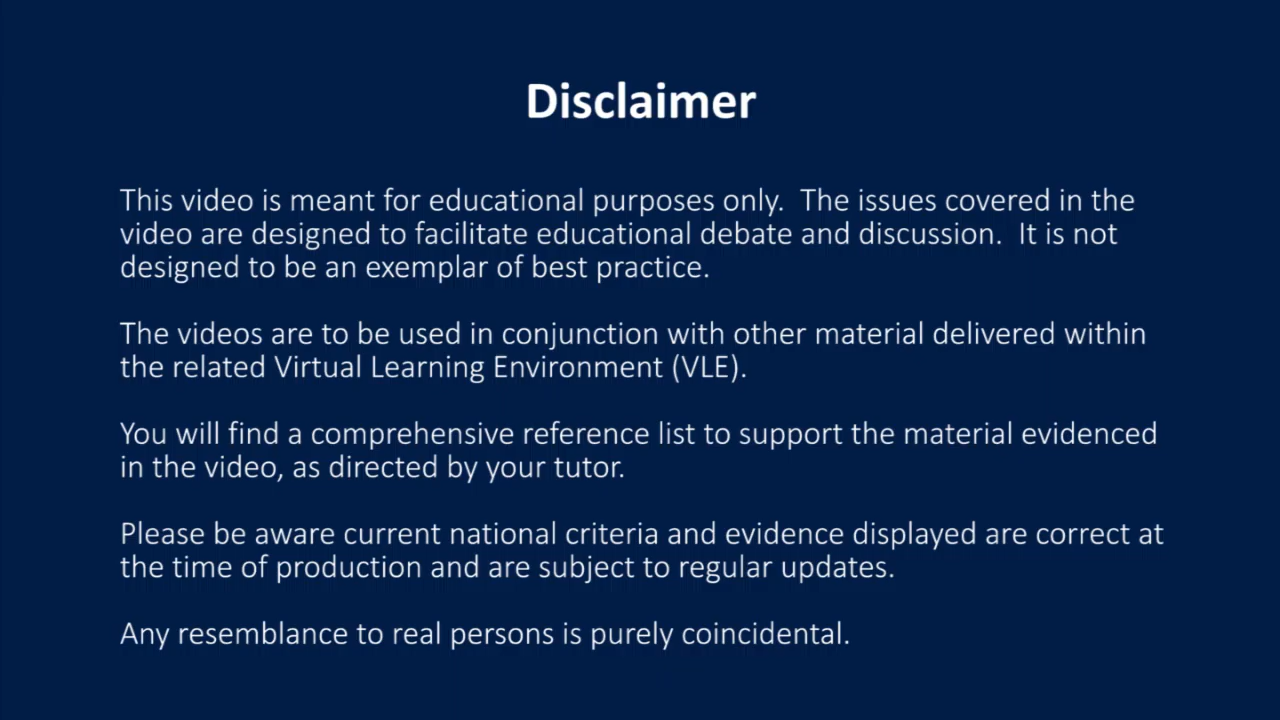 Disclaimer
This video is meant for educational purposes only.  The issues covered in the
video are designed to facilitate educational debate and discussion.  It is not
designed to be an exemplar of best practice.
The videos are to be used in conjunction with other material delivered within
the related Virtual Learning Environment (VLE).
You will find a comprehensive reference list to support the material evidenced
in the video, as directed by your tutor.
Please be aware current national criteria and evidence displayed are correct at
the time of production and are subject to regular updates.
Any resemblance to real persons is purely coincidental.